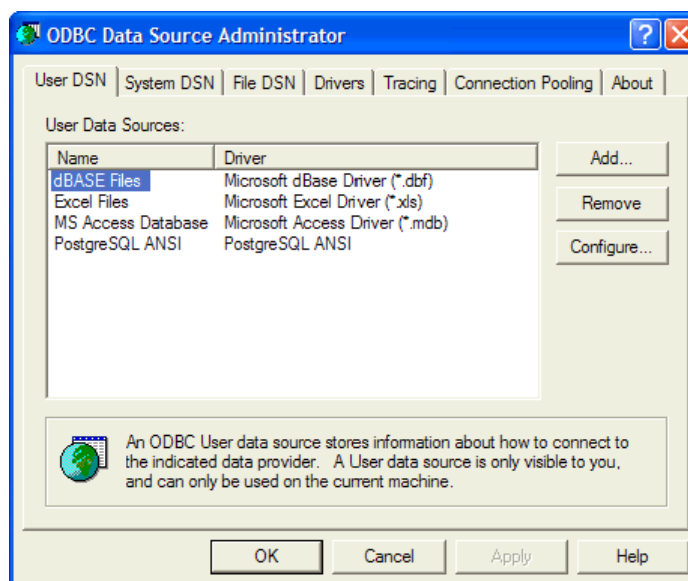 ODBC Data Source Administrator
User DSN System DSN File DSN Drivers Tracing Connection Pooling About
User Data Sources:
Name Driver
dBASE Files Microsoft dBase Driver (*.dbf)
Excel Files Microsoft Excel Driver (*.xls)
MS Access Database Microsoft Access Driver (*.mdb)
PostgreSQL ANSI PostgreSQL ANSI
Add...
Remove
Configure...
An ODBC User data source stores information about how to connect to
the indicated data provider. A User data source is only visible to you,
and can only be used on the current machine.
OK Cancel Apply Help